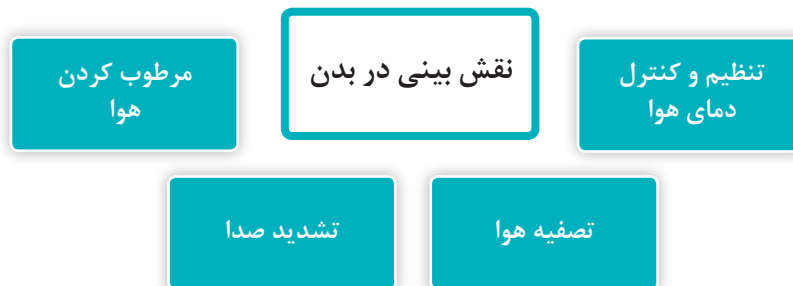 نقش بینی در بدن
تنظیم و کنترل
دمای هوا
مرطوب کردن
هوا
تصفیه هوا
تشدید صدا